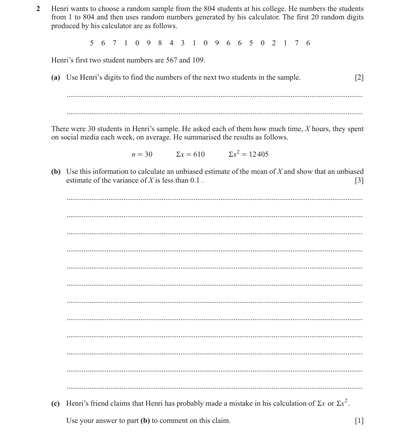 2 Henri wants to choose a random sample from the 804 students at his college. He numbers the students
from 1 to 804 and then uses random numbers generated by his calculator. The first 20 random digits
produced by his calculator are as follows.
5 6 7 1 0 9 8 4 3 1 0 9 6 6 5 0 2 1 7 6
Henri's first two student numbers are 567 and 109.
(a) Use Henri's digits to find the numbers of the next two students in the sample. [2]
There were 30 students in Henri's sample. He asked each of them how much time, X hours, they spent
on social media each week, on average. He summarised the results as follows.
n = 30 Σx = 610 Σx² = 12405
(b) Use this information to calculate an unbiased estimate of the mean of X and show that an unbiased
estimate of the variance of X is less than 0.1 . [3]
(c) Henri's friend claims that Henri has probably made a mistake in his calculation of Σx or Σx².
Use your answer to part (b) to comment on this claim. [1]